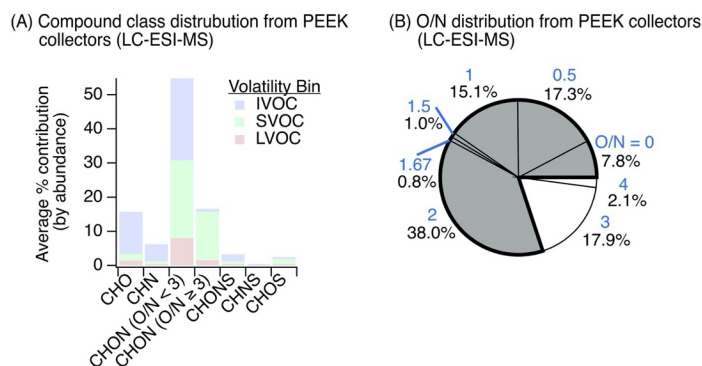 (A) Compound class distrubution from PEEK
collectors (LC-ESI-MS)
Average % contribution
(by abundance)
50
40
30
20
10
0
Volatility Bin
IVOC
SVOC
LVOC
CHO
CHN
CHON (O/N < 3)
CHON (O/N ≥ 3)
CHONS
CHNS
CHOS
(B) O/N distribution from PEEK collectors
(LC-ESI-MS)
1
15.1%
0.5
17.3%
1.5
1.0%
O/N = 0
7.8%
1.67
0.8%
4
2.1%
2
38.0%
3
17.9%